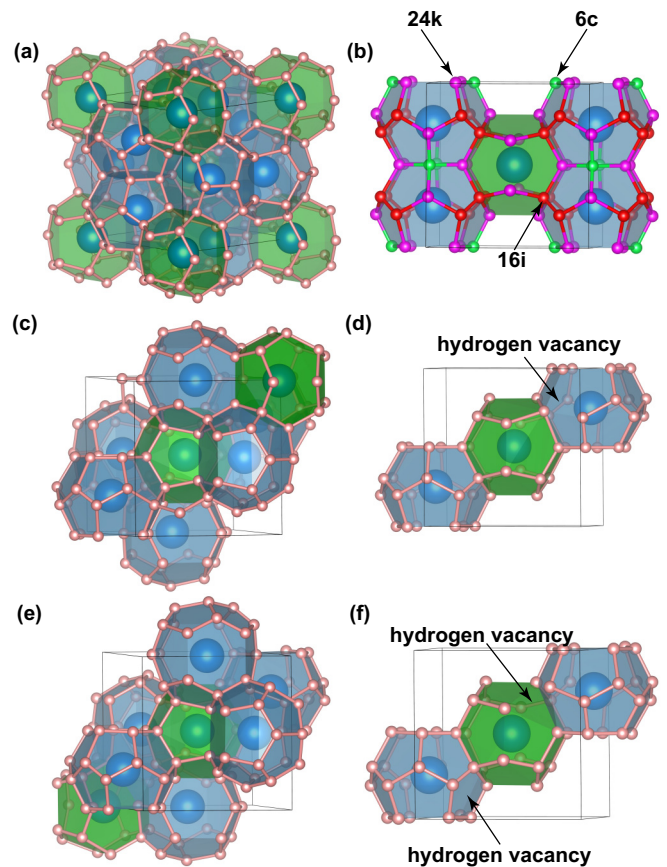 (a)
(b)
24k
6c
16i
(c)
(d)
hydrogen vacancy
(e)
(f)
hydrogen vacancy
hydrogen vacancy